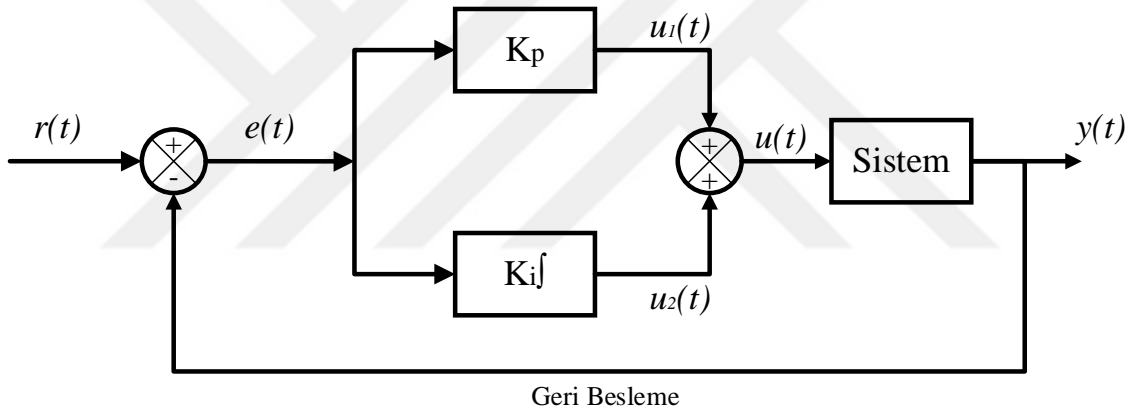 Kp
u1(t)
r(t)
+
-
e(t)
+
+
u(t)
Sistem
y(t)
Ki∫
u2(t)
Geri Besleme